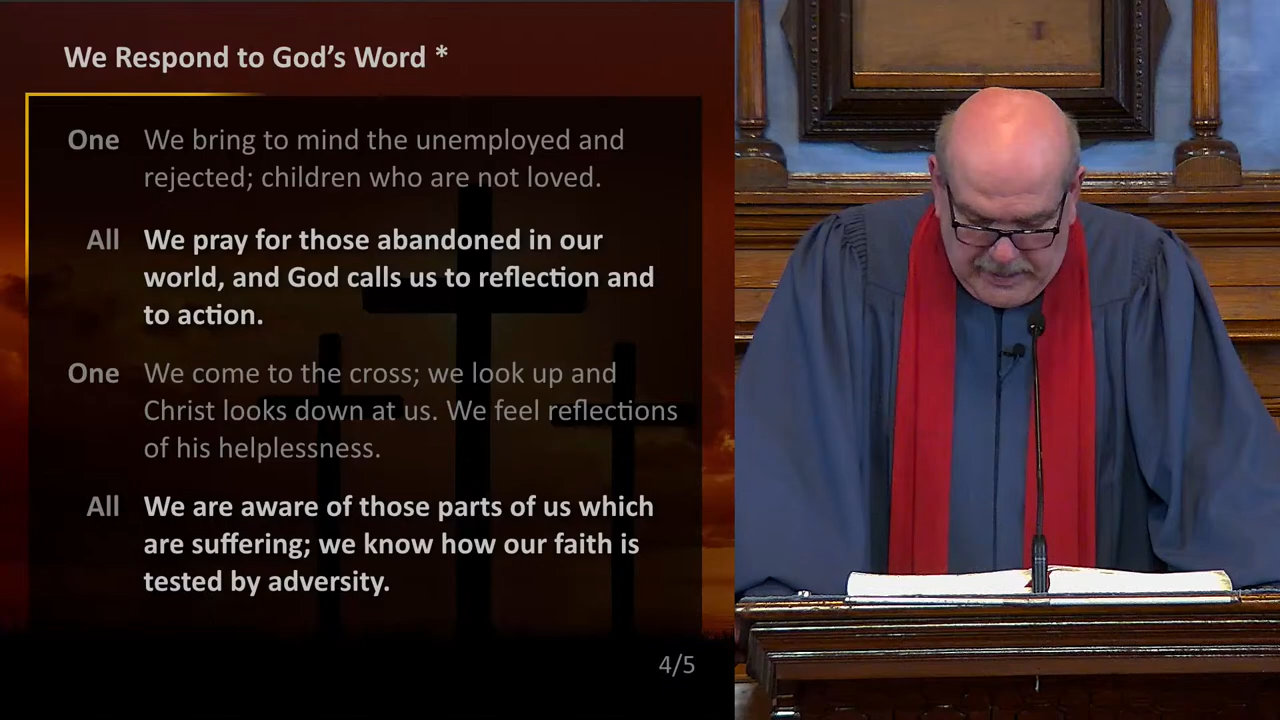 We Respond to God’s Word *
One We bring to mind the unemployed and
rejected; children who are not loved.
All We pray for those abandoned in our
world, and God calls us to reflection and
to action.
One We come to the cross; we look up and
Christ looks down at us. We feel reflections
of his helplessness.
All We are aware of those parts of us which
are suffering; we know how our faith is
tested by adversity.
4/5